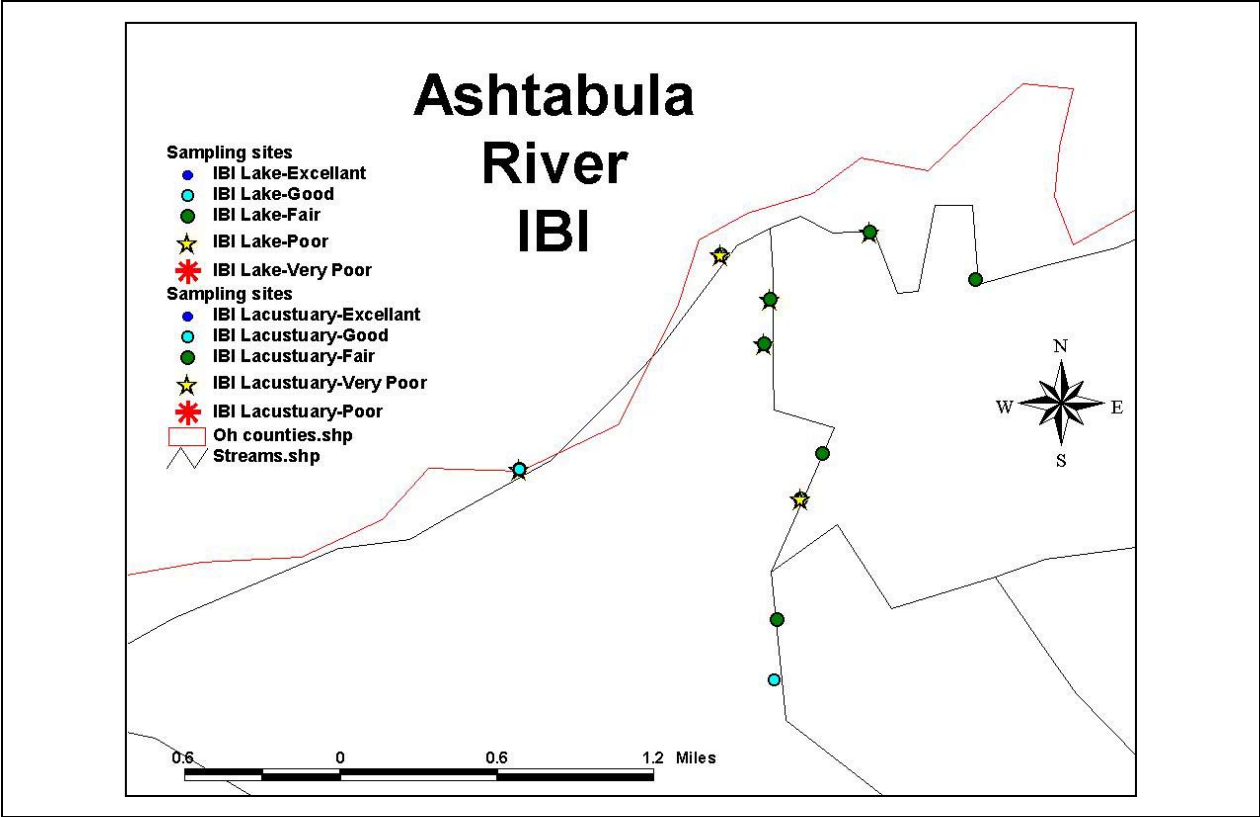 Ashtabula
River
IBI
Sampling sites
IBI Lake-Excellant
IBI Lake-Good
IBI Lake-Fair
IBI Lake-Poor
IBI Lake-Very Poor
Sampling sites
IBI Lacustuary-Excellant
IBI Lacustuary-Good
IBI Lacustuary-Fair
IBI Lacustuary-Very Poor
IBI Lacustuary-Poor
Oh counties.shp
Streams.shp
N
W E
S
0.6 0 0.6 1.2 Miles